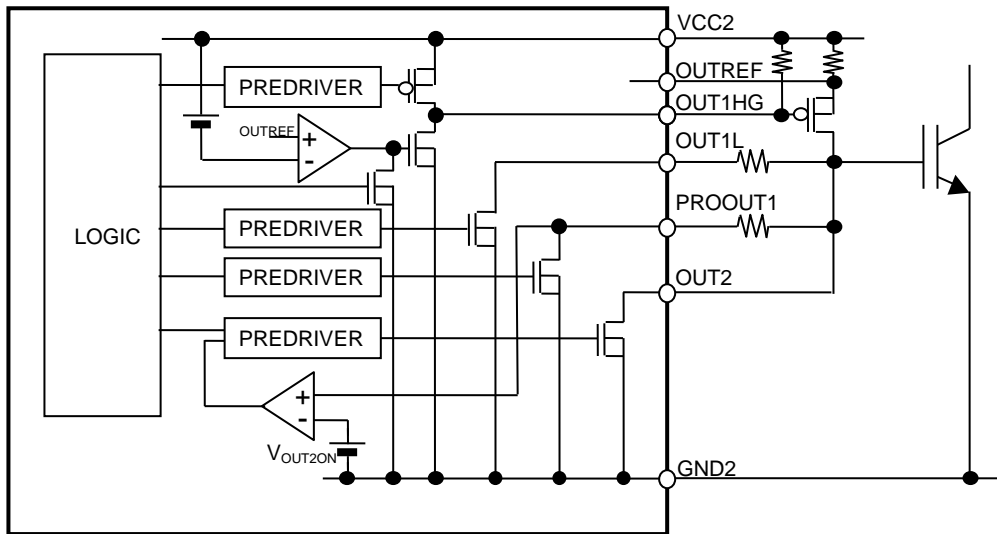 VCC2
OUTREF
PREDRIVER
OUT1HG
OUTREF
+
-
OUT1L
PROOUT1
LOGIC
PREDRIVER
PREDRIVER
OUT2
PREDRIVER
+
-
VOUT2ON
GND2